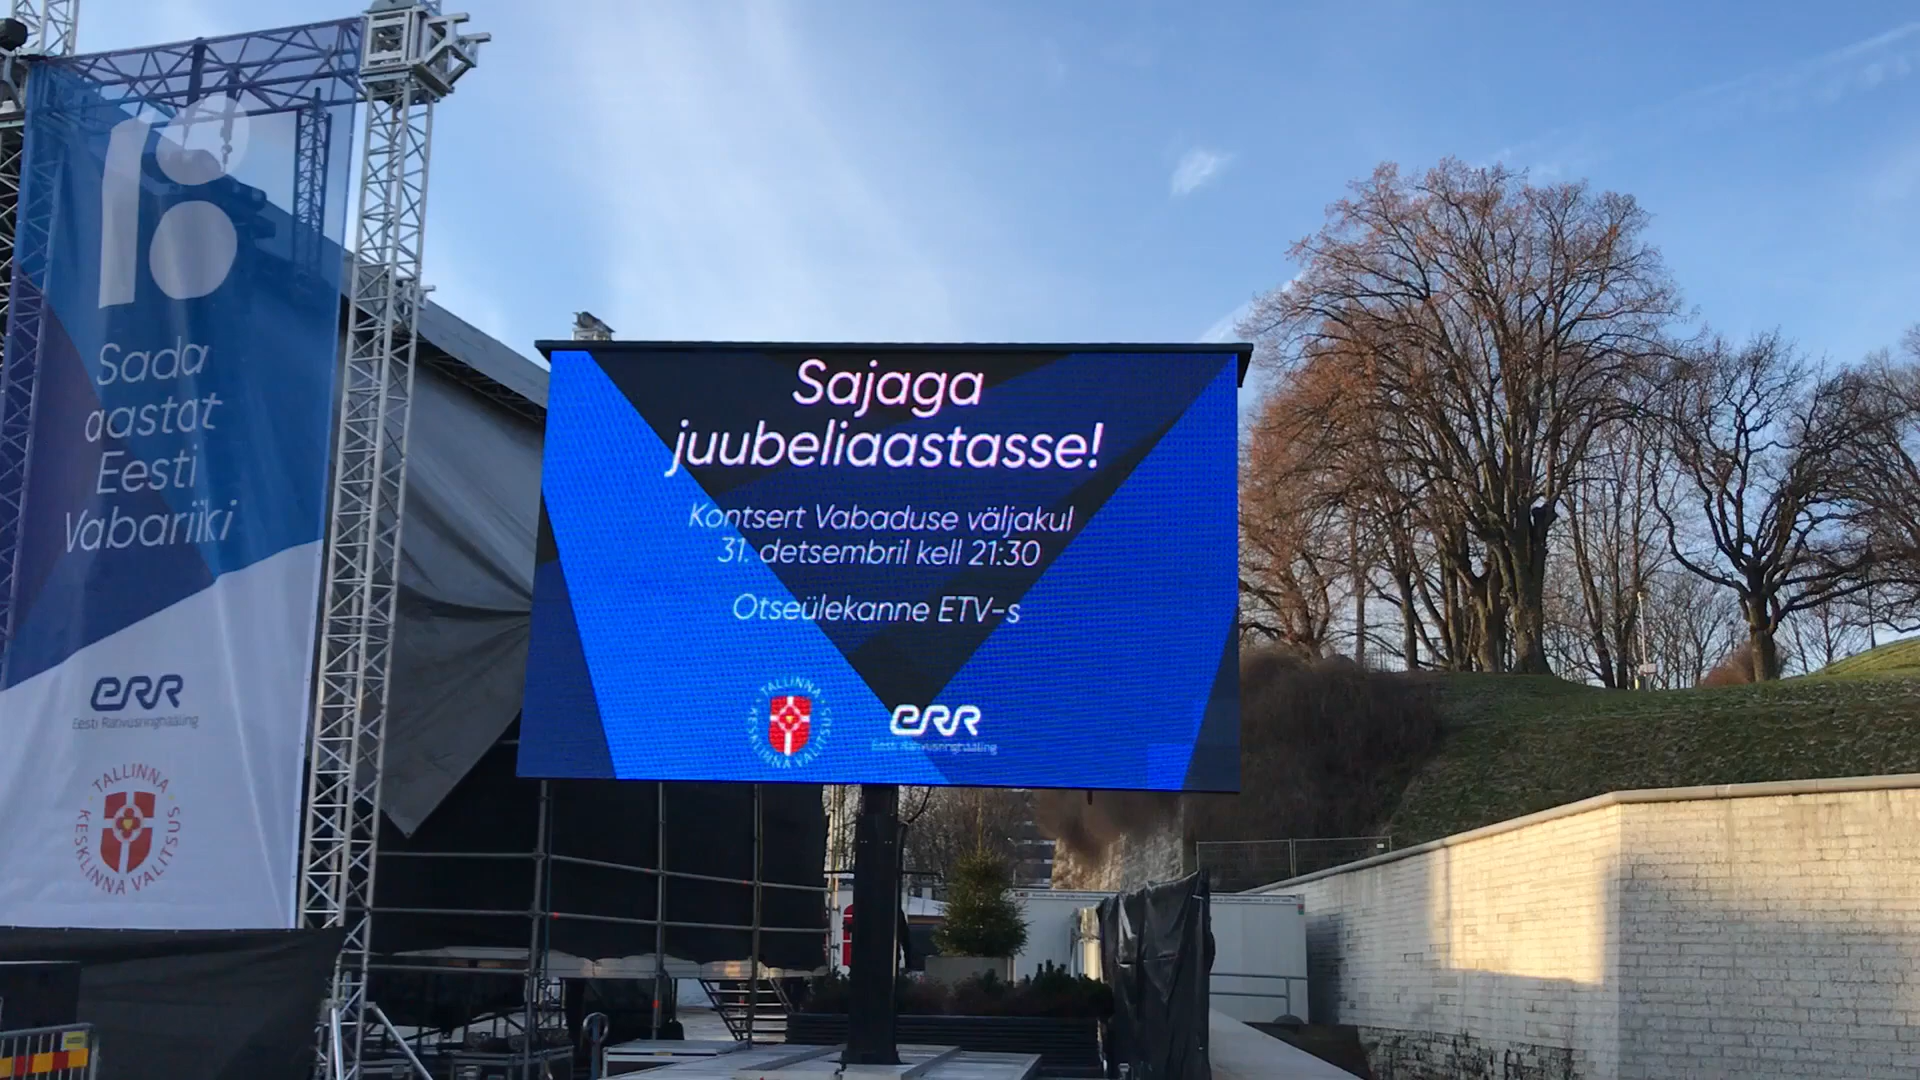 Sada
aastat
Eesti
Vabariiki
eRR
Eesti Rahvusringhääling
TALLINNA
KESKLINNA VALITSUS
Sajaga
juubeliaastasse!
Kontsert Vabaduse väljakul
31. detsembril kell 21:30
Otseülekanne ETV-s
TALLINNA
KESKLINNA VALITSUS
eRR
Eesti Rahvusringhääling